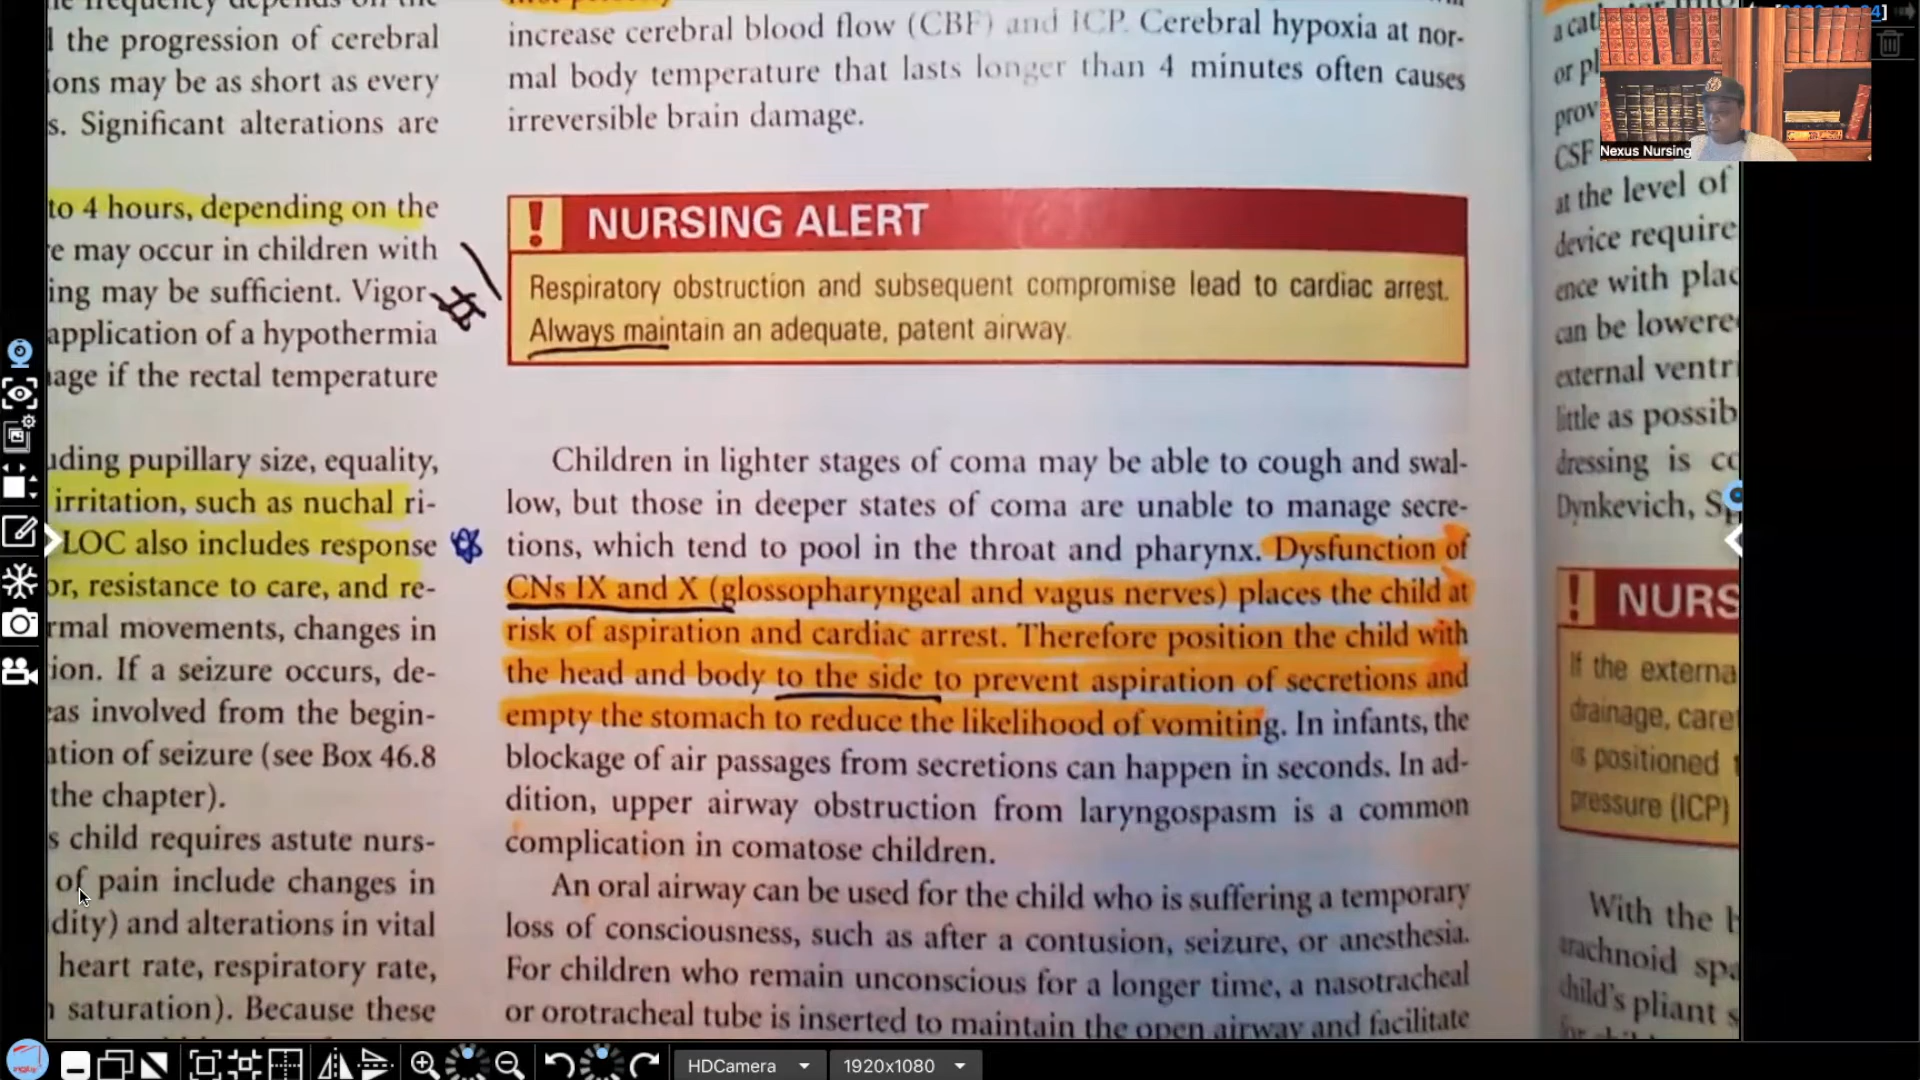 the progression of cerebral
ions may be as short as every
s. Significant alterations are
to 4 hours, depending on the
e may occur in children with
ing may be sufficient. Vigor-
application of a hypothermia
age if the rectal temperature
uding pupillary size, equality,
irritation, such as nuchal ri-
LOC also includes response
or, resistance to care, and re-
rmal movements, changes in
ion. If a seizure occurs, de-
as involved from the begin-
ation of seizure (see Box 46.8
the chapter).
s child requires astute nurs-
of pain include changes in
dity) and alterations in vital
heart rate, respiratory rate,
saturation). Because these
increase cerebral blood flow (CBF) and ICP. Cerebral hypoxia at nor-
mal body temperature that lasts longer than 4 minutes often causes
irreversible brain damage.
! NURSING ALERT
Respiratory obstruction and subsequent compromise lead to cardiac arrest.
Always maintain an adequate, patent airway.
Children in lighter stages of coma may be able to cough and swal-
low, but those in deeper states of coma are unable to manage secre-
tions, which tend to pool in the throat and pharynx. Dysfunction of
CNs IX and X (glossopharyngeal and vagus nerves) places the child at
risk of aspiration and cardiac arrest. Therefore position the child with
the head and body to the side to prevent aspiration of secretions and
empty the stomach to reduce the likelihood of vomiting. In infants, the
blockage of air passages from secretions can happen in seconds. In ad-
dition, upper airway obstruction from laryngospasm is a common
complication in comatose children.
An oral airway can be used for the child who is suffering a temporary
loss of consciousness, such as after a contusion, seizure, or anesthesia.
For children who remain unconscious for a longer time, a nasotracheal
or orotracheal tube is inserted to maintain the open airway and facilitate
a cat
or pl
prov
CSF
at the level of
device require
ence with plac
can be lowere
external ventr
little as possib
dressing is co
Dynkevich, Sp
! NURS
If the externa
drainage, care
is positioned
pressure (ICP)
With the
arachnoid spa
child's pliant s
Nexus Nursing
HDCamera
1920x1080